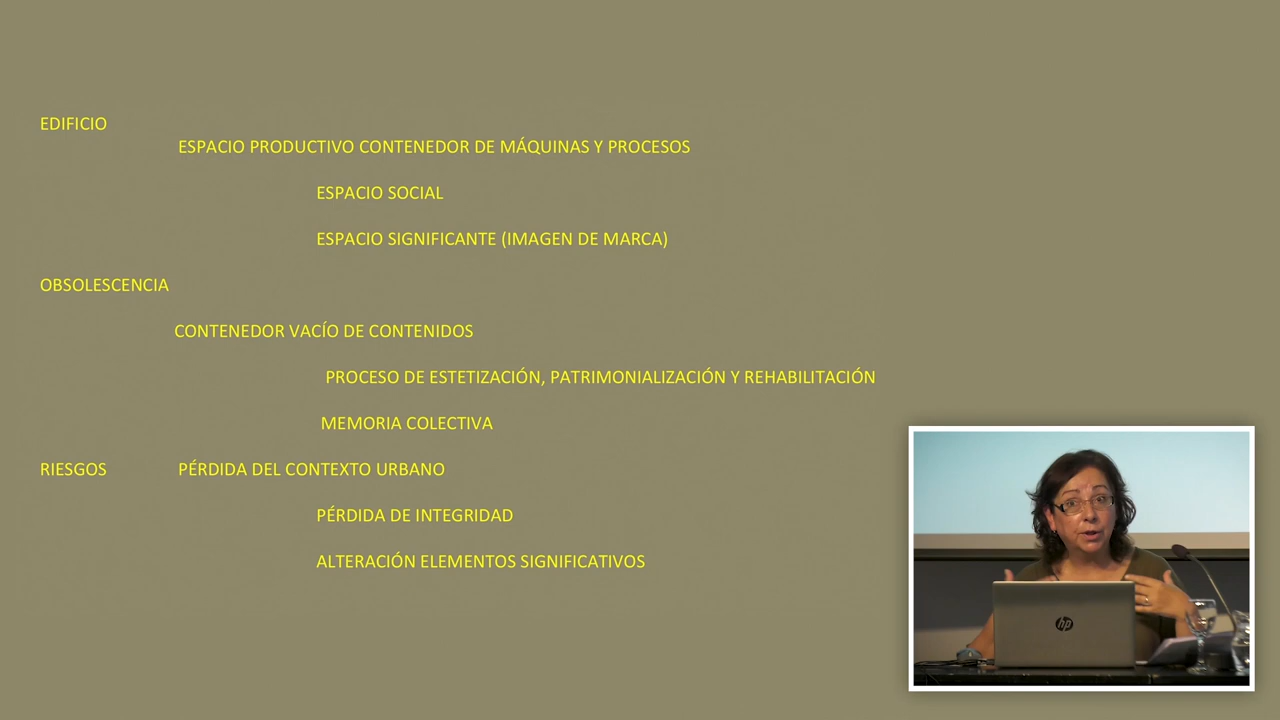 EDIFICIO
ESPACIO PRODUCTIVO CONTENEDOR DE MÁQUINAS Y PROCESOS
ESPACIO SOCIAL
ESPACIO SIGNIFICANTE (IMAGEN DE MARCA)
OBSOLESCENCIA
CONTENEDOR VACÍO DE CONTENIDOS
PROCESO DE ESTETIZACIÓN, PATRIMONIALIZACIÓN Y REHABILITACIÓN
MEMORIA COLECTIVA
RIESGOS PÉRDIDA DEL CONTEXTO URBANO
PÉRDIDA DE INTEGRIDAD
ALTERACIÓN ELEMENTOS SIGNIFICATIVOS
hp